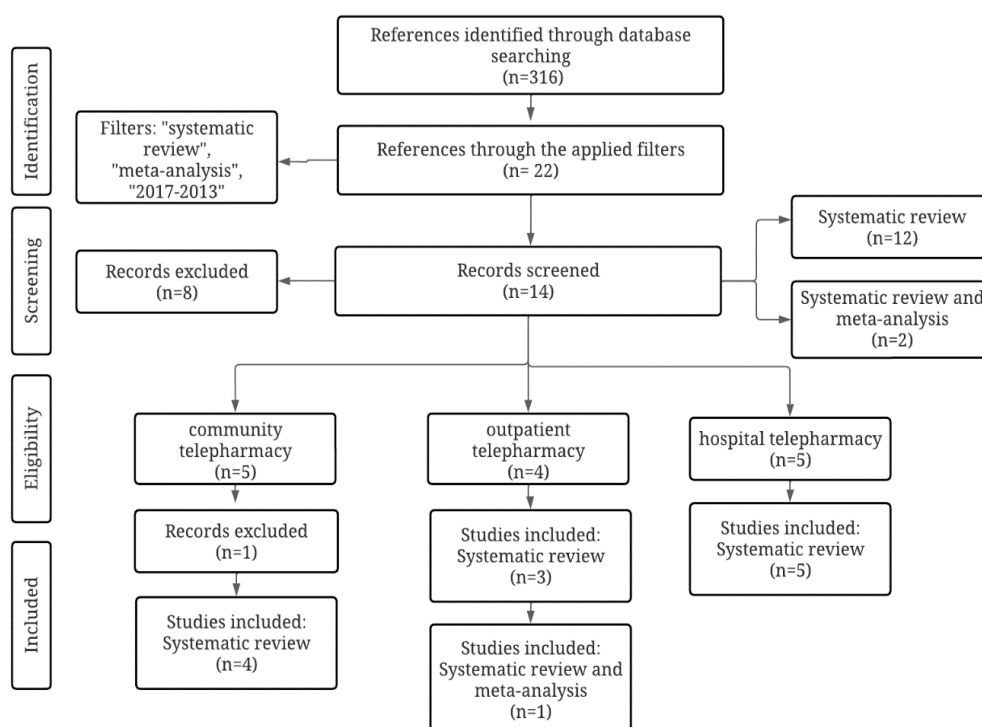 References identified through database
searching
(n=316)
Identification
Filters: "systematic
review",
"meta-analysis",
"2017-2013"
References through the applied filters
(n= 22)
Screening
Records excluded
(n=8)
Records screened
(n=14)
Systematic review
(n=12)
Systematic review and
meta-analysis
(n=2)
Eligibility
community
telepharmacy
(n=5)
outpatient
telepharmacy
(n=4)
hospital telepharmacy
(n=5)
Records excluded
(n=1)
Studies included:
Systematic review
(n=3)
Studies included:
Systematic review
(n=5)
Included
Studies included:
Systematic review
(n=4)
Studies included:
Systematic review and
meta-analysis
(n=1)